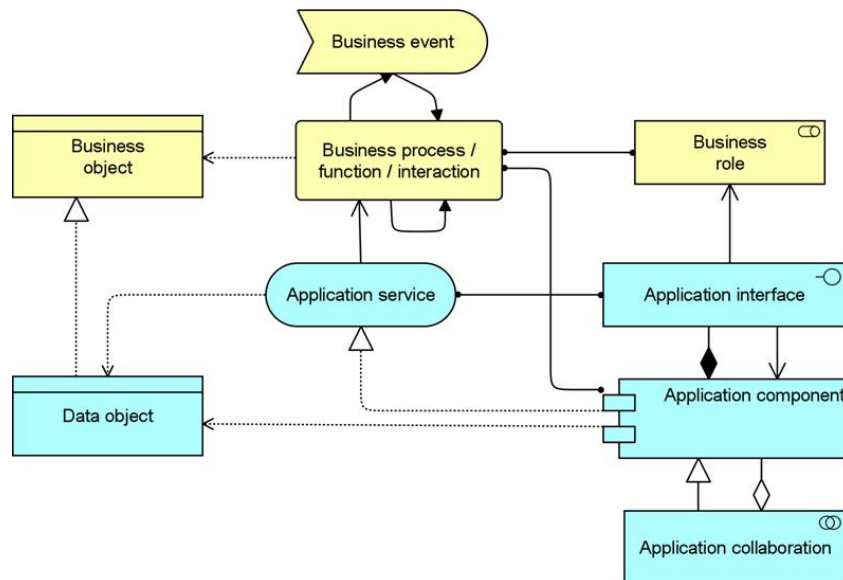 Business event
Business
object
Business process /
function / interaction
Business
role
Application service
Application interface
Data object
Application component
Application collaboration